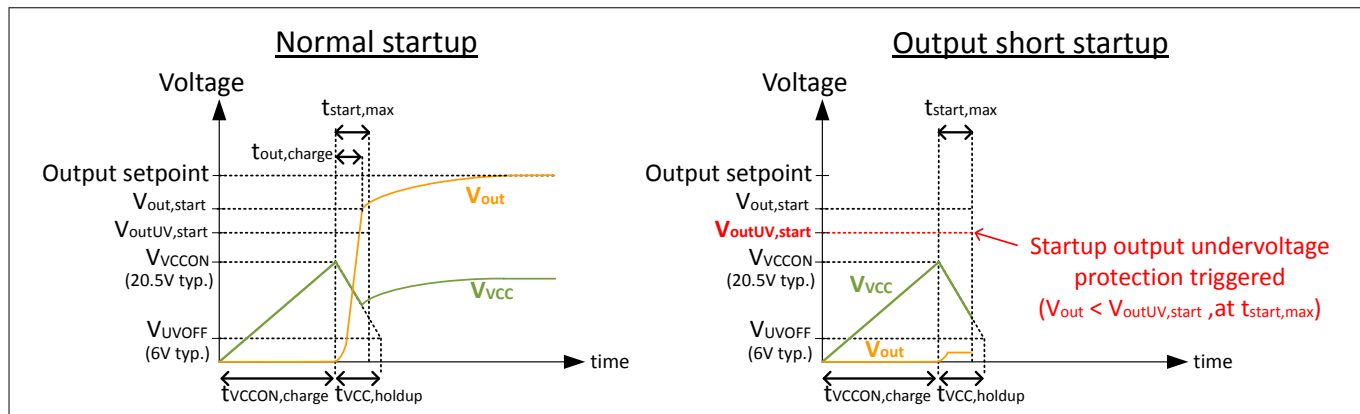 Normal startup
Voltage
tstart,max
tout,charge
Output setpoint
Vout,start
VoutUV,start
VVCCON
(20.5V typ.)
VUVOFF
(6V typ.)
Vout
VVCC
time
tVCCON,charge
tVCC,holdup
Output short startup
Voltage
tstart,max
Output setpoint
Vout,start
VoutUV,start
VVCCON
(20.5V typ.)
VUVOFF
(6V typ.)
VVCC
Vout
Startup output undervoltage
protection triggered
(Vout < VoutUV,start ,at tstart,max)
time
tVCCON,charge
tVCC,holdup